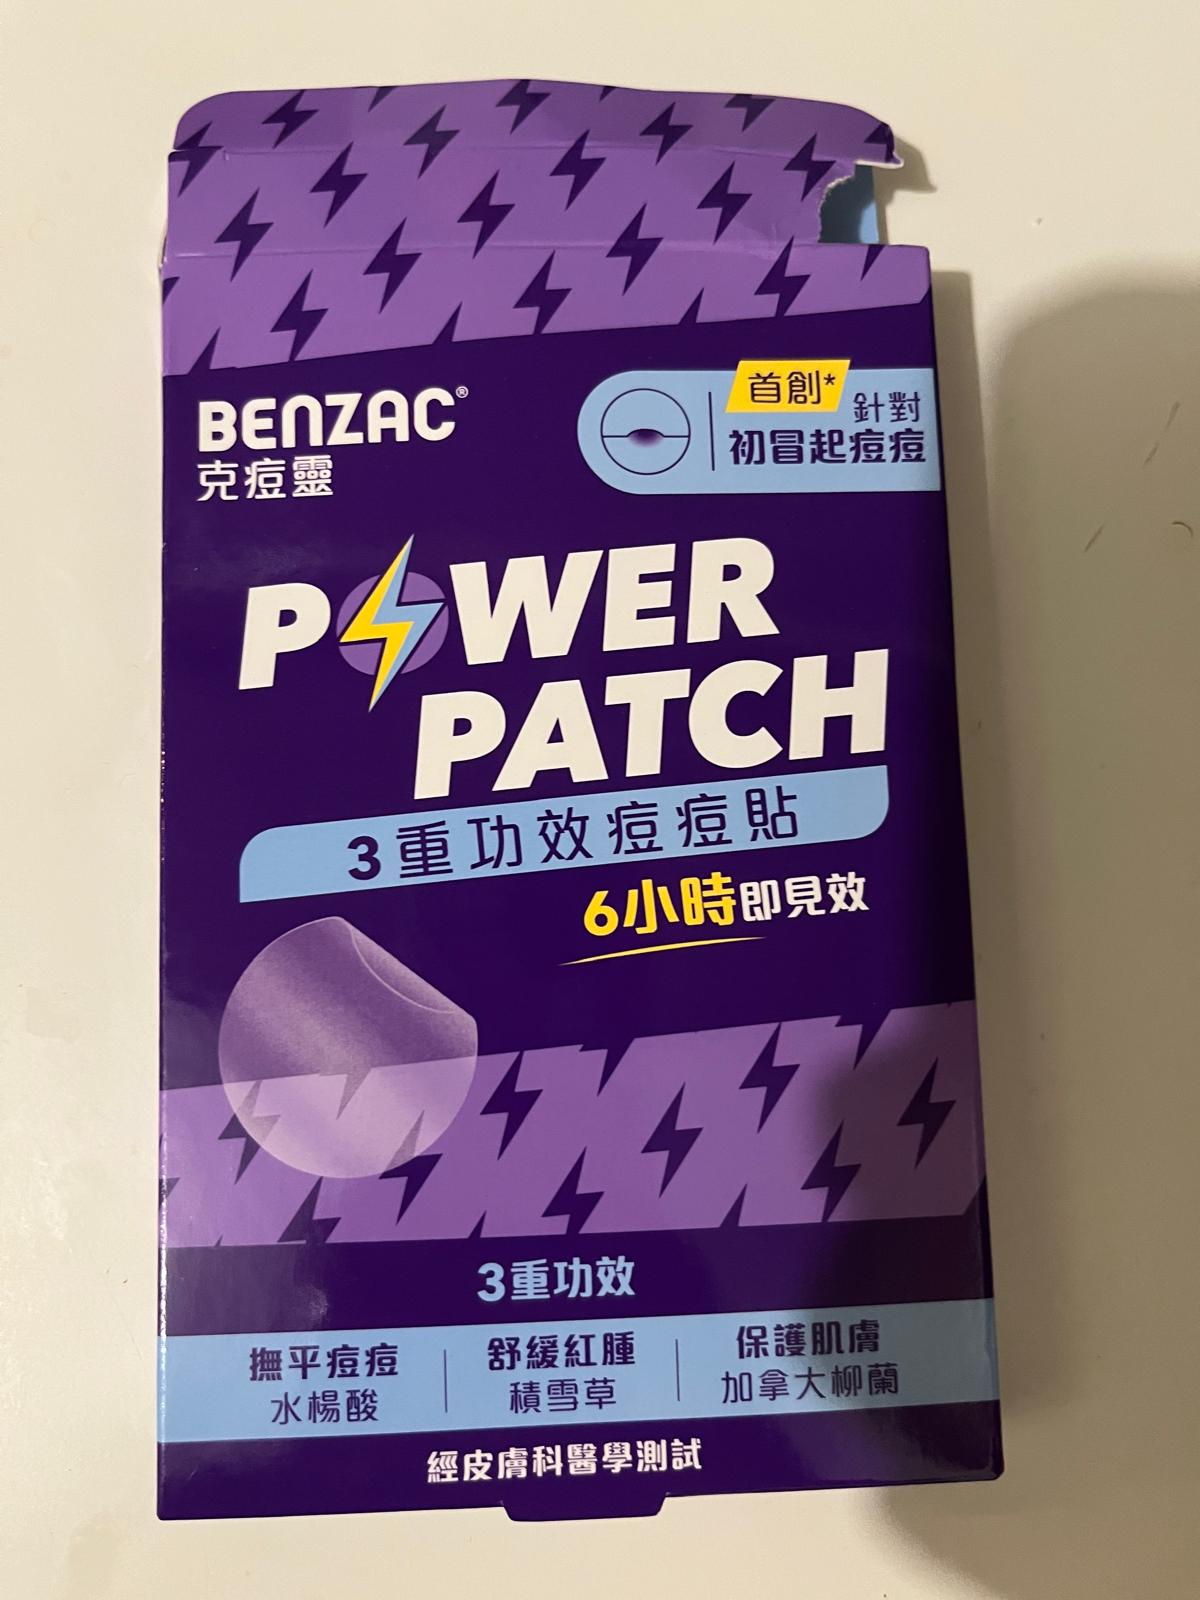 BENZAC®
克痘靈
首創*
針對
初冒起痘痘
POWER
PATCH
3重功效痘痘貼
6小時即見效
3重功效
撫平痘痘
水楊酸
舒緩紅腫
積雪草
保護肌膚
加拿大柳蘭
經皮膚科醫學測試